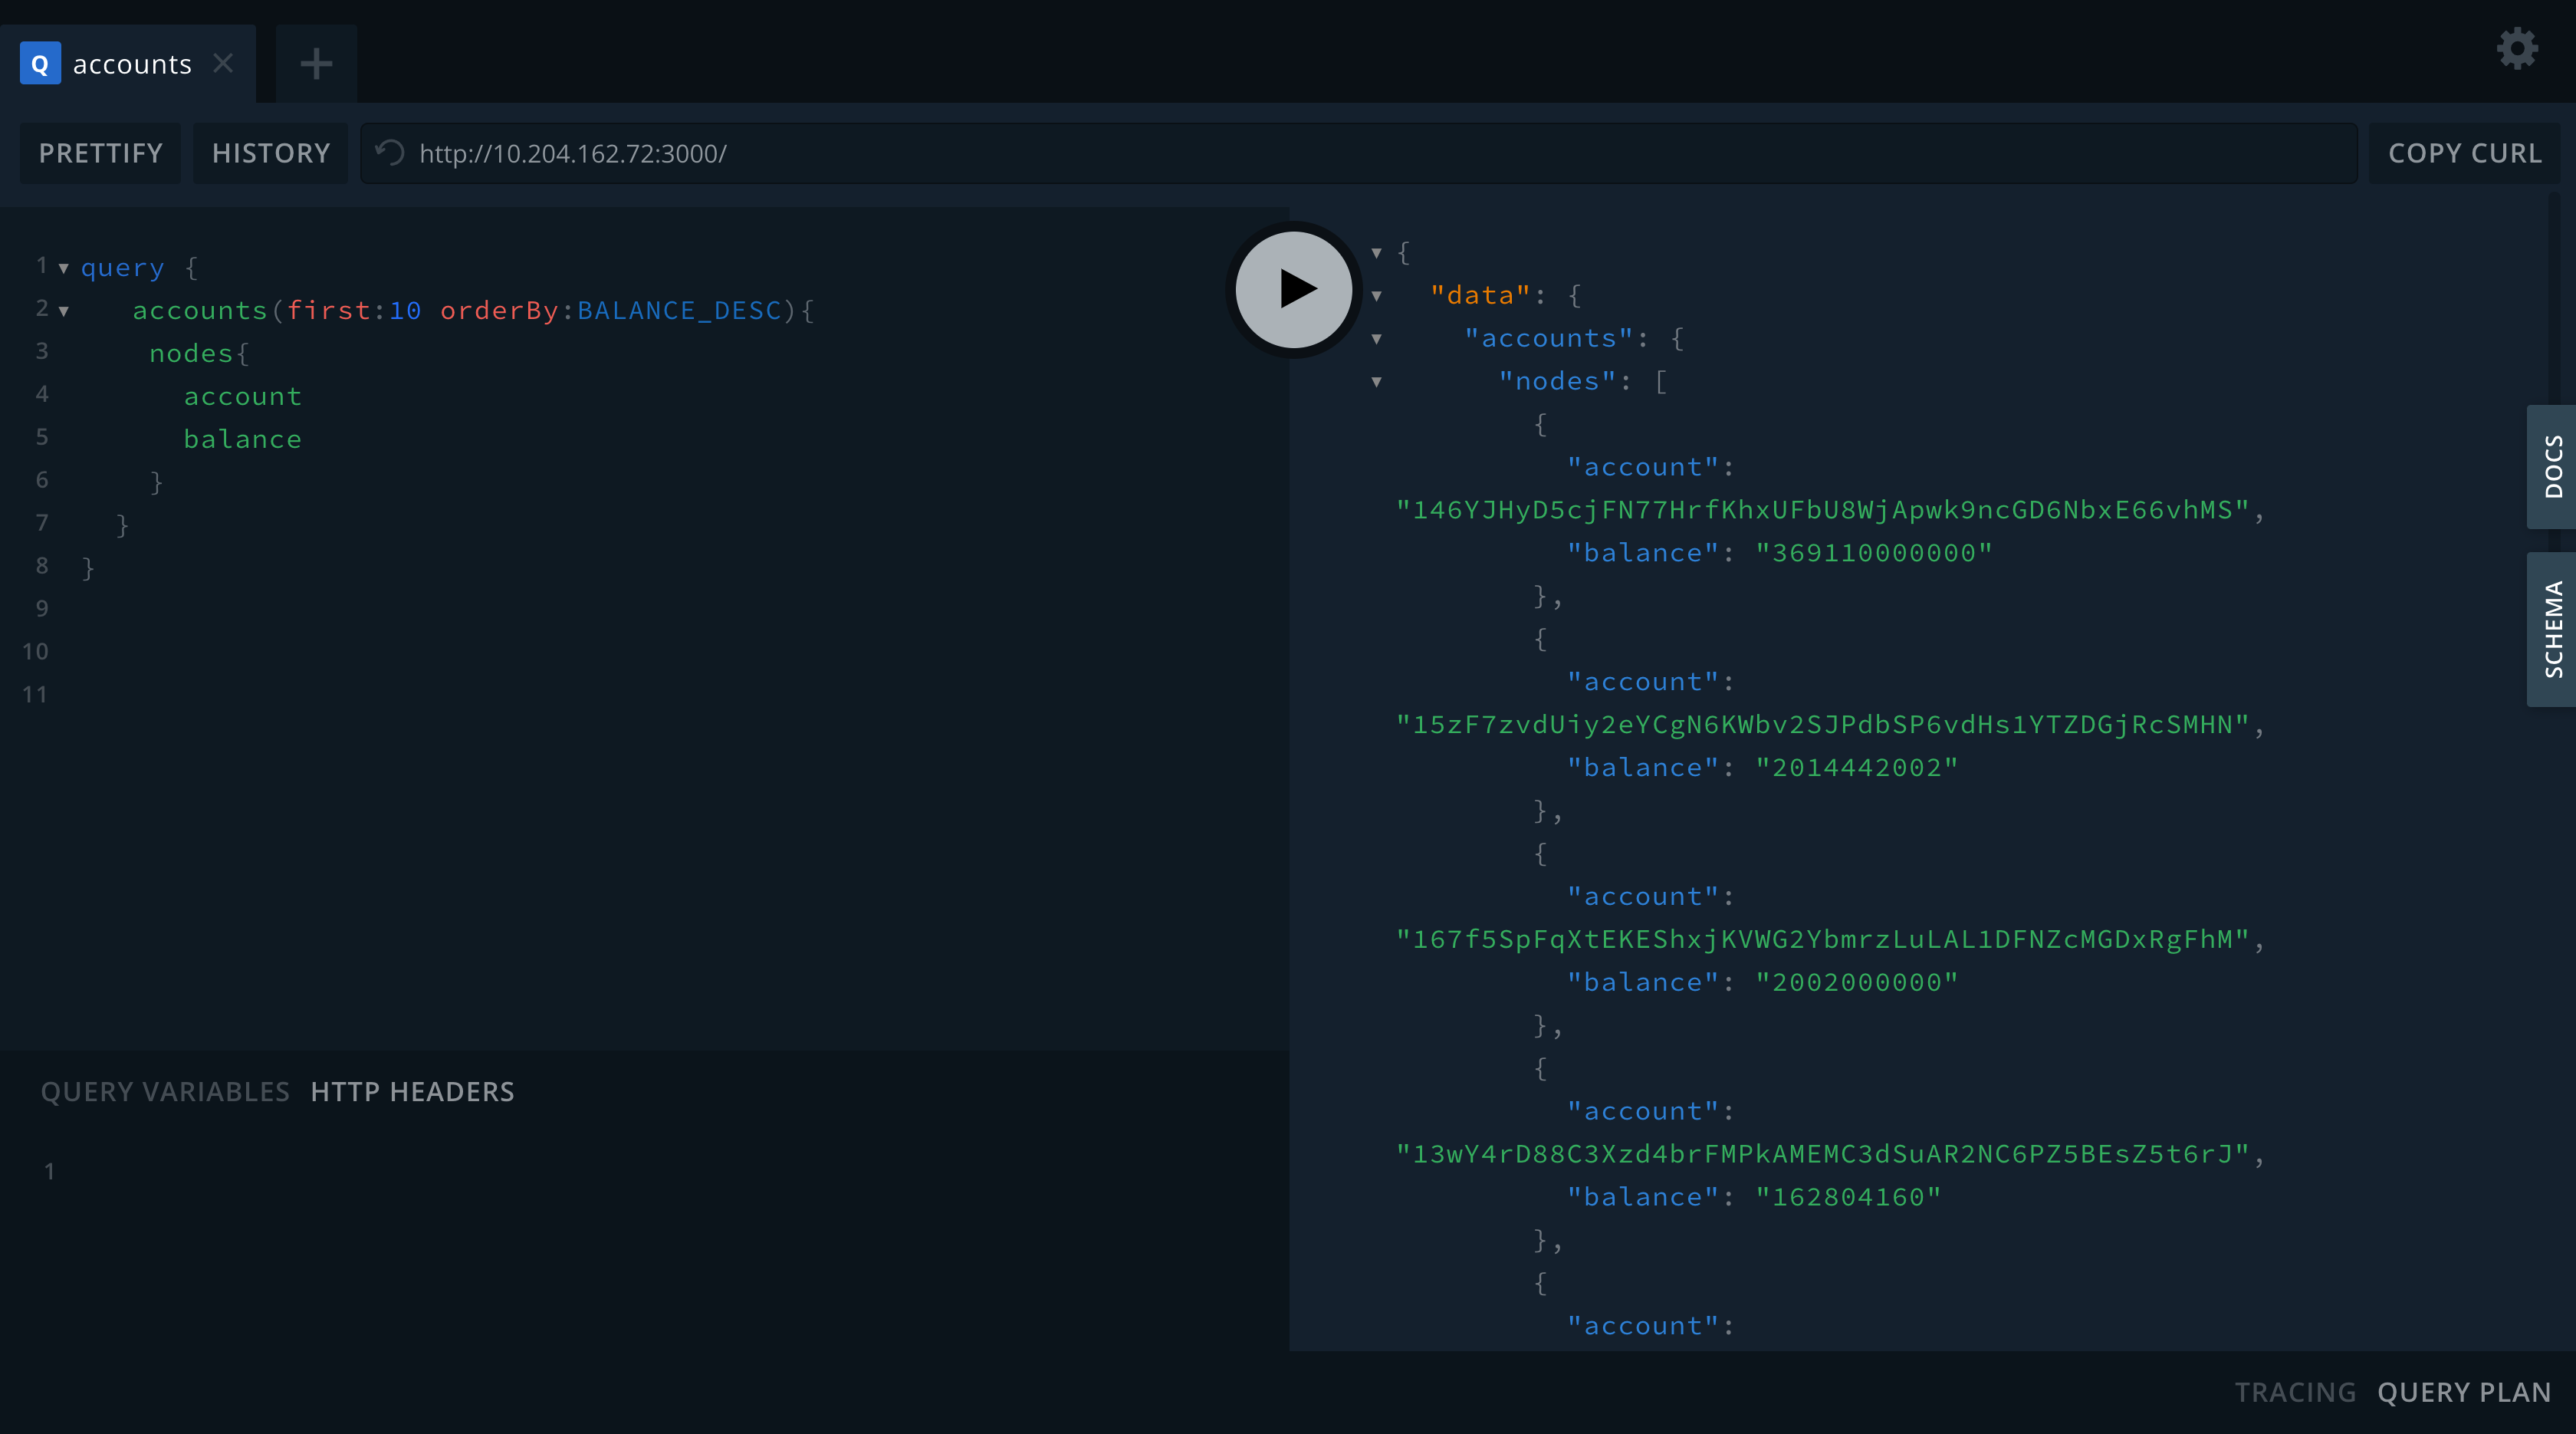 Q accounts
PRETTIFY HISTORY http://10.204.162.72:3000/ COPY CURL
1 query {
2 accounts(first:10 orderBy:BALANCE_DESC){
3 nodes{
4 account
5 balance
6 }
7 }
8 }
9
10
11
QUERY VARIABLES HTTP HEADERS
1
{
"data": {
"accounts": {
"nodes": [
{
"account":
"146YJHyD5cjFN77HrfKhxUFbU8WjApwk9ncGD6NbxE66vhMS",
"balance": "369110000000"
},
{
"account":
"15zF7zvdUiy2eYCgN6KWbv2SJPdbSP6vdHs1YTZDGjRcSMHN",
"balance": "2014442002"
},
{
"account":
"167f5SpFqXtEKEShxjKVWG2YbmrzLuLAL1DFNZcMGDxRgFhM",
"balance": "2002000000"
},
{
"account":
"13wY4rD88C3Xzd4brFMPkAMEMC3dSuAR2NC6PZ5BEsZ5t6rJ",
"balance": "162804160"
},
{
"account":
DOCS
SCHEMA
TRACING QUERY PLAN